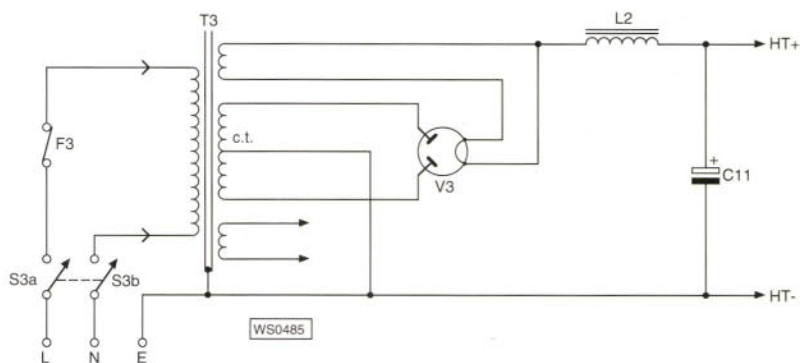 T3
L2
HT+
F3
c.t.
V3
+
C11
S3a
S3b
HT-
WS0485
L
N
E